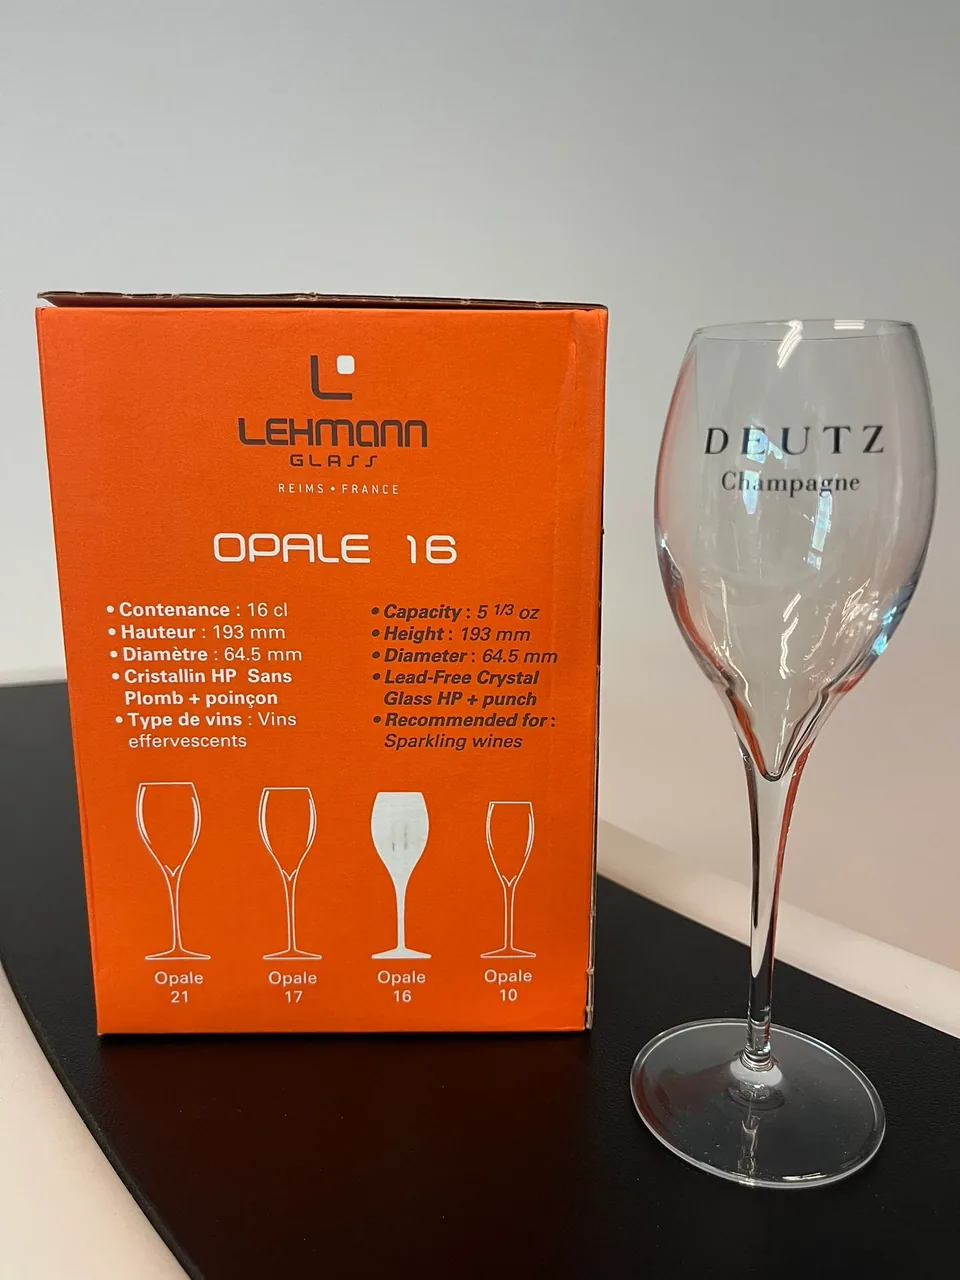 LEHMANN
GLASS
REIMS • FRANCE
OPALE 16
• Contenance : 16 cl
• Hauteur : 193 mm
• Diamètre : 64.5 mm
• Cristallin HP Sans
Plomb + poinçon
• Type de vins : Vins
effervescents
• Capacity : 5 1/3 oz
• Height : 193 mm
• Diameter : 64.5 mm
• Lead-Free Crystal
Glass HP + punch
• Recommended for :
Sparkling wines
Opale
21
Opale
17
Opale
16
Opale
10
DEUTZ
Champagne